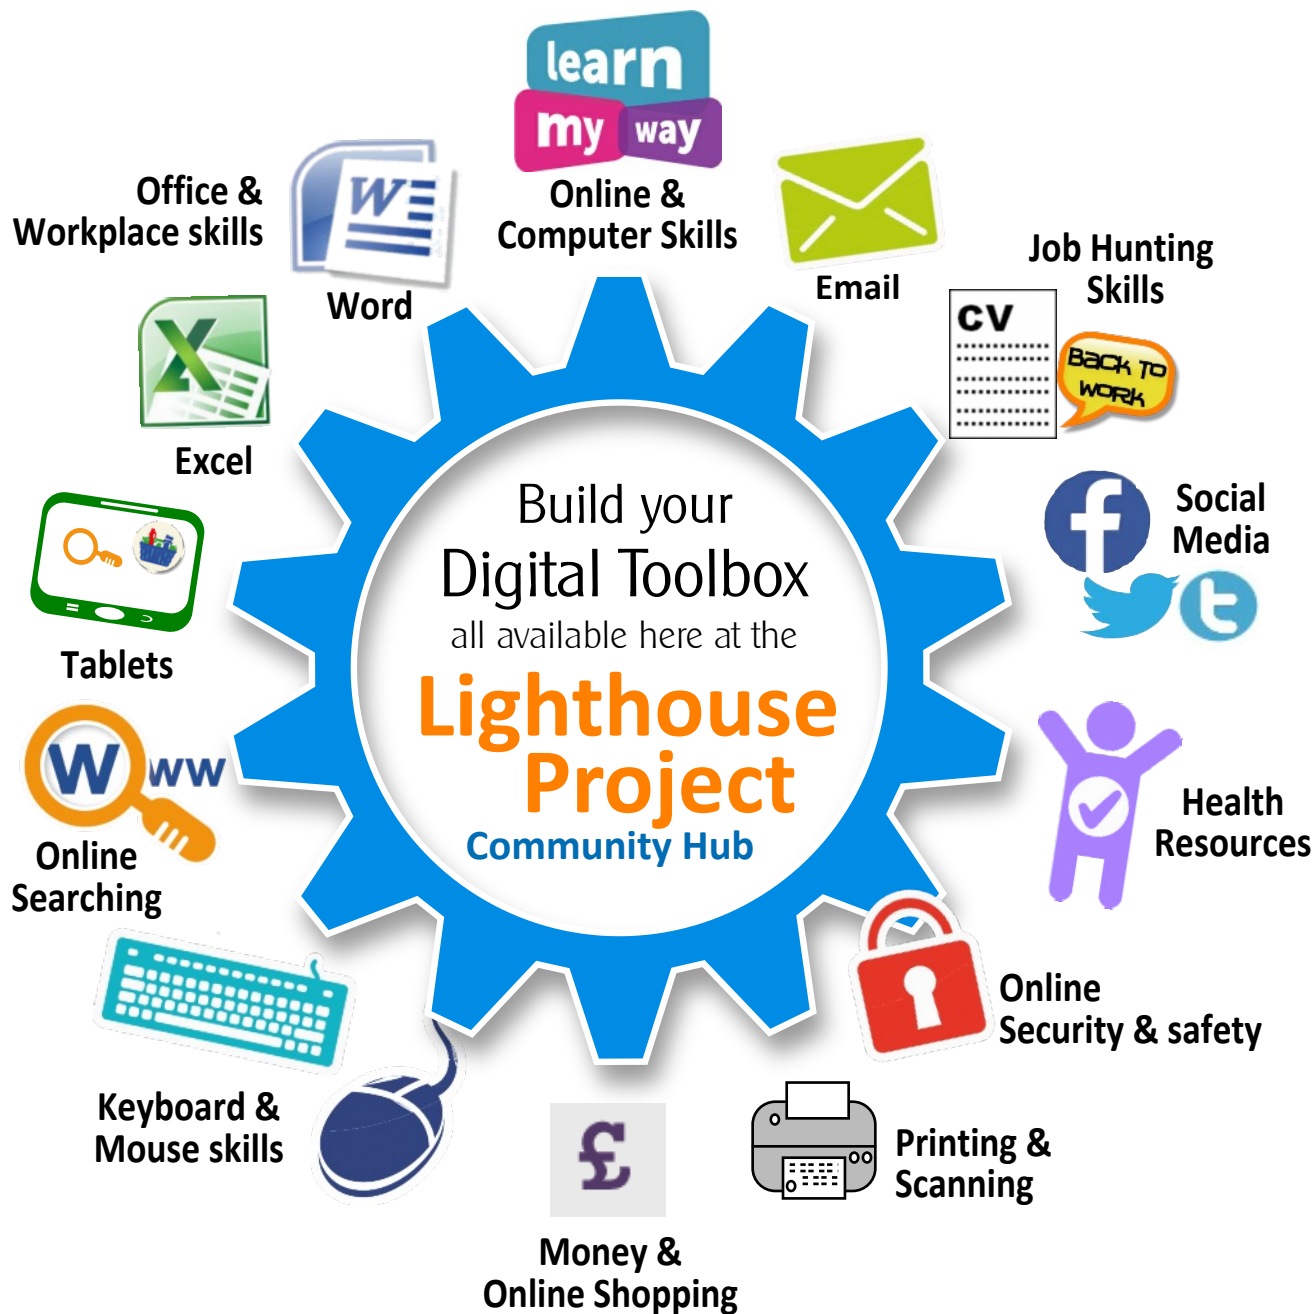 learn
my way
Online &
Computer Skills
Email
Job Hunting
Skills
CV
BACK TO
WORK
Social
Media
f
t
Health
Resources
Online
Security & safety
Printing &
Scanning
£
Money &
Online Shopping
Keyboard &
Mouse skills
W ww
Online
Searching
Tablets
X
Excel
Office &
Workplace skills
W
Word
Build your
Digital Toolbox
all available here at the
Lighthouse
Project
Community Hub